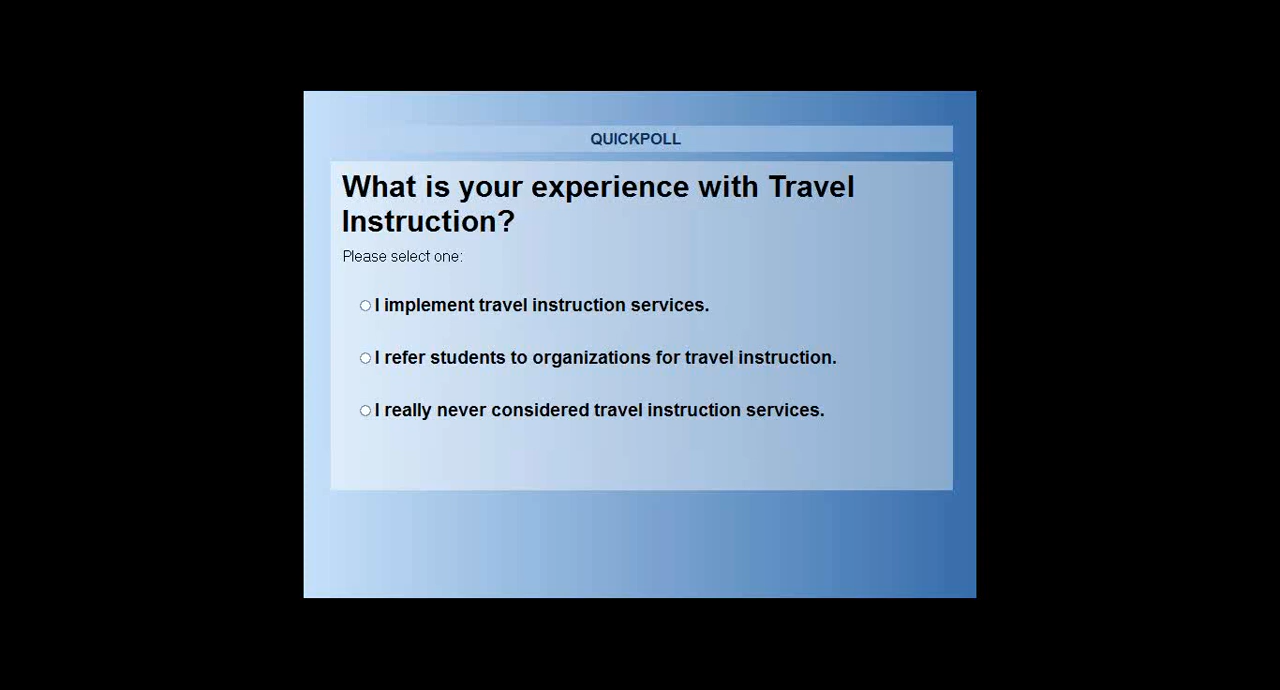 QUICKPOLL
What is your experience with Travel
Instruction?
Please select one:
I implement travel instruction services.
I refer students to organizations for travel instruction.
I really never considered travel instruction services.